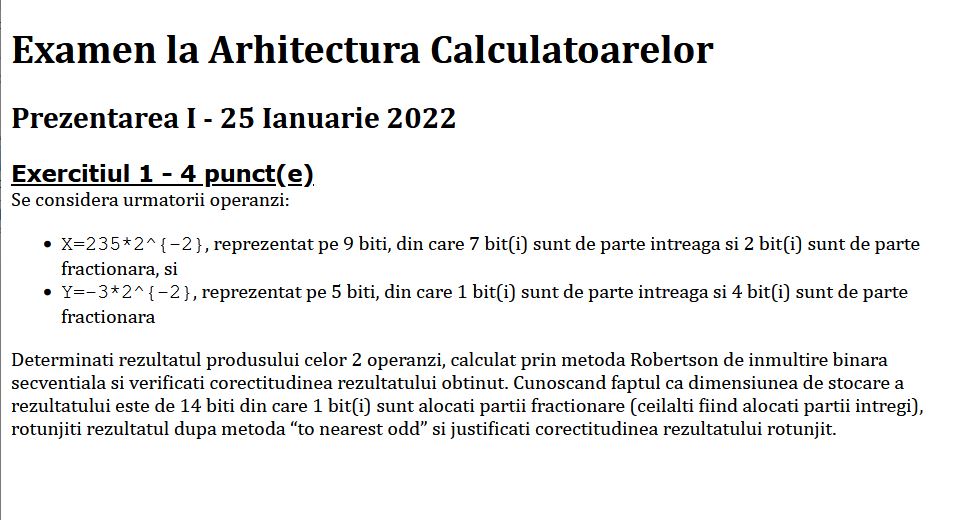 Examen la Arhitectura Calculatoarelor
Prezentarea I - 25 Ianuarie 2022
Exercitiul 1 - 4 punct(e)
Se considera urmatorii operanzi:
• X=235*2^{-2}, reprezentat pe 9 biti, din care 7 bit(i) sunt de parte intreaga si 2 bit(i) sunt de parte
fractionara, si
• Y=-3*2^{-2}, reprezentat pe 5 biti, din care 1 bit(i) sunt de parte intreaga si 4 bit(i) sunt de parte
fractionara
Determinati rezultatul produsului celor 2 operanzi, calculat prin metoda Robertson de inmultire binara
secventiala si verificati corectitudinea rezultatului obtinut. Cunoscand faptul ca dimensiunea de stocare a
rezultatului este de 14 biti din care 1 bit(i) sunt alocati partii fractionare (ceilalti fiind alocati partii intregi),
rotunjiti rezultatul dupa metoda “to nearest odd” si justificati corectitudinea rezultatului rotunjit.